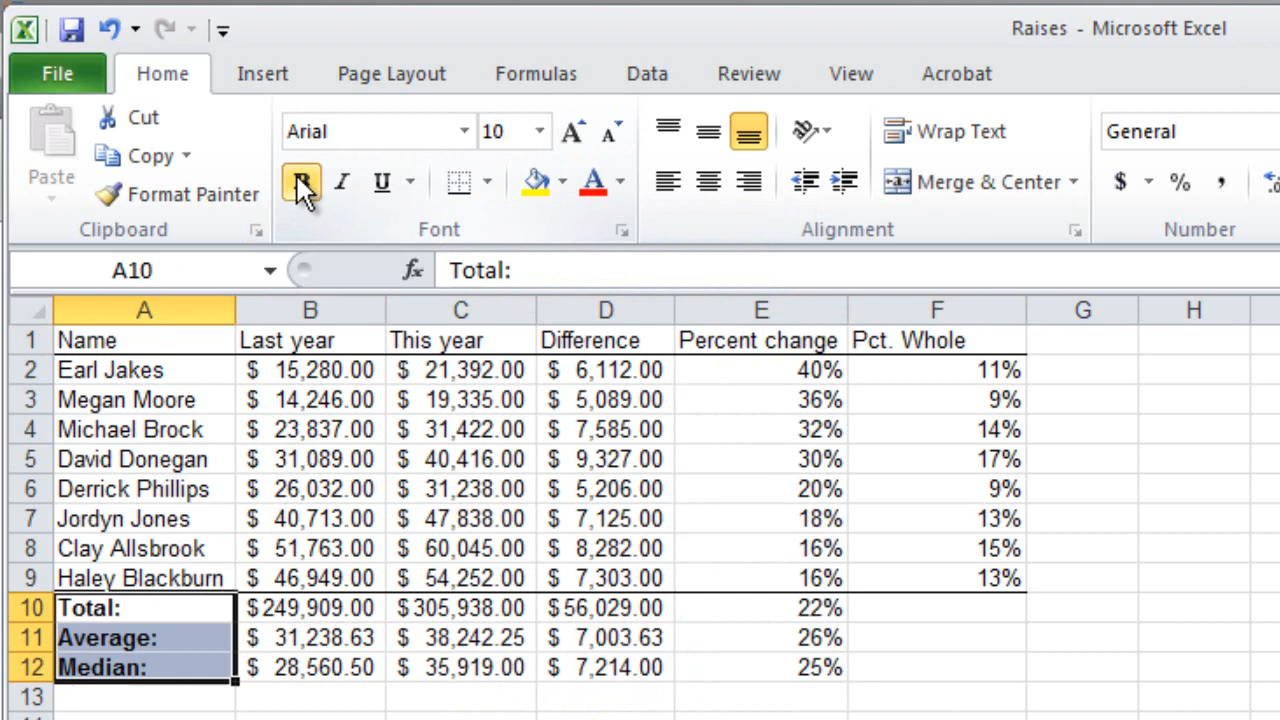 Raises - Microsoft Excel
File Home Insert Page Layout Formulas Data Review View Acrobat
Cut Arial 10 A A Wrap Text General
Copy
Paste Format Painter B I U A Merge & Center $ % ,
Clipboard Font Alignment Number
A10 fx Total:
A B C D E F G H
1 Name Last year This year Difference Percent change Pct. Whole
2 Earl Jakes $ 15,280.00 $ 21,392.00 $ 6,112.00 40% 11%
3 Megan Moore $ 14,246.00 $ 19,335.00 $ 5,089.00 36% 9%
4 Michael Brock $ 23,837.00 $ 31,422.00 $ 7,585.00 32% 14%
5 David Donegan $ 31,089.00 $ 40,416.00 $ 9,327.00 30% 17%
6 Derrick Phillips $ 26,032.00 $ 31,238.00 $ 5,206.00 20% 9%
7 Jordyn Jones $ 40,713.00 $ 47,838.00 $ 7,125.00 18% 13%
8 Clay Allsbrook $ 51,763.00 $ 60,045.00 $ 8,282.00 16% 15%
9 Haley Blackburn $ 46,949.00 $ 54,252.00 $ 7,303.00 16% 13%
10 Total: $249,909.00 $305,938.00 $56,029.00 22%
11 Average: $ 31,238.63 $ 38,242.25 $ 7,003.63 26%
12 Median: $ 28,560.50 $ 35,919.00 $ 7,214.00 25%
13